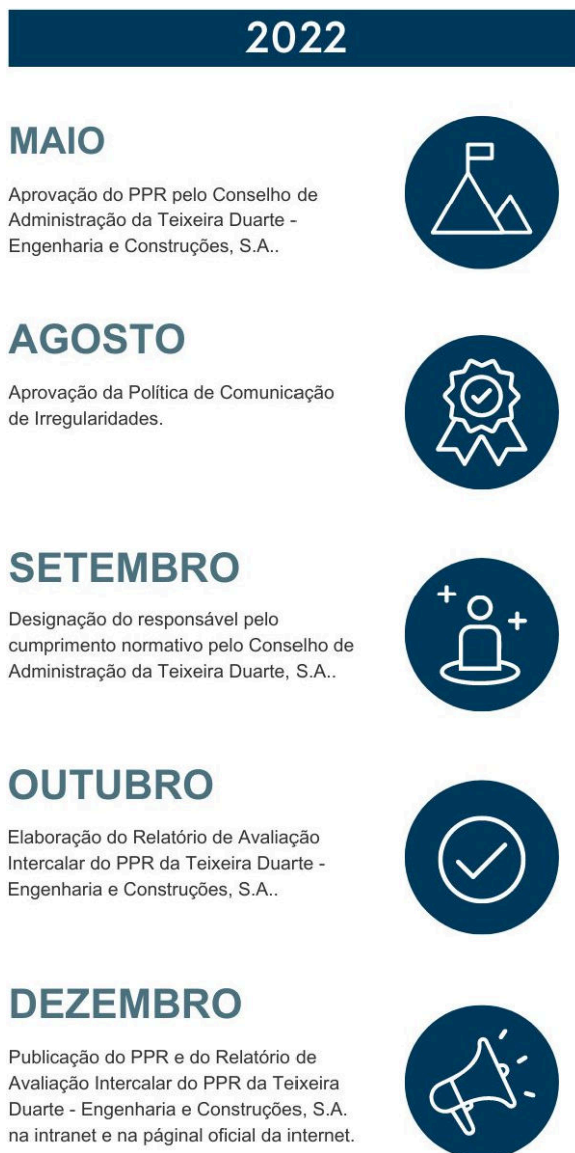 2022
MAIO
Aprovação do PPR pelo Conselho de
Administração da Teixeira Duarte -
Engenharia e Construções, S.A..
AGOSTO
Aprovação da Política de Comunicação
de Irregularidades.
SETEMBRO
Designação do responsável pelo
cumprimento normativo pelo Conselho de
Administração da Teixeira Duarte, S.A..
OUTUBRO
Elaboração do Relatório de Avaliação
Intercalar do PPR da Teixeira Duarte -
Engenharia e Construções, S.A..
DEZEMBRO
Publicação do PPR e do Relatório de
Avaliação Intercalar do PPR da Teixeira
Duarte - Engenharia e Construções, S.A.
na intranet e na páginal oficial da internet.